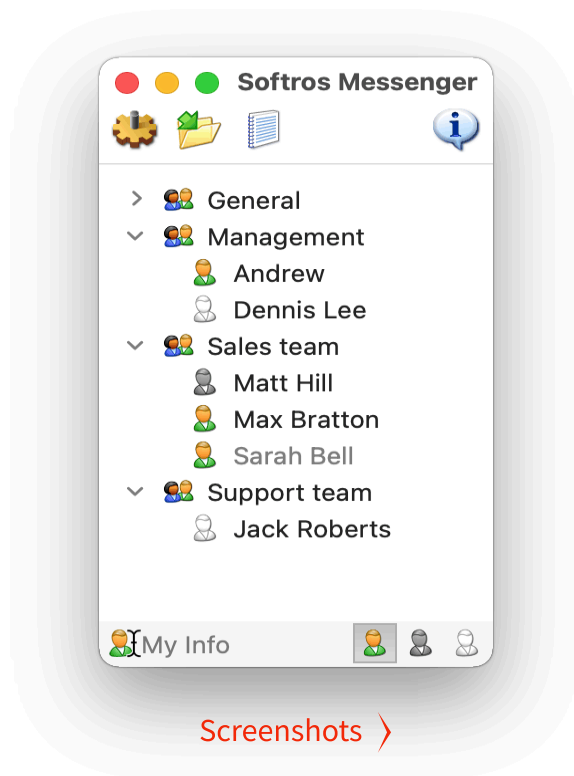 Softros Messenger
General
Management
Andrew
Dennis Lee
Sales team
Matt Hill
Max Bratton
Sarah Bell
Support team
Jack Roberts
My Info
Screenshots